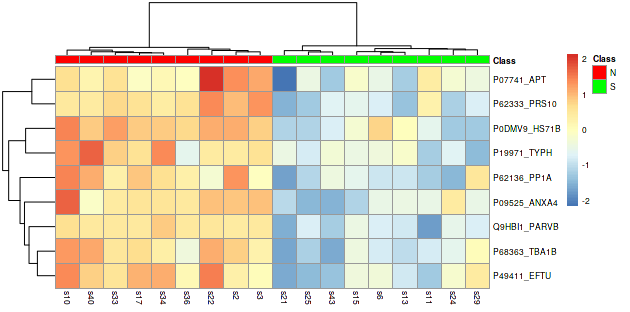 Class
Class
N
S
2
1
0
-1
-2
P07741_APT
P62333_PRS10
P0DMV9_HS71B
P19971_TYPH
P62136_PP1A
P09525_ANXA4
Q9HBI1_PARVB
P68363_TBA1B
P49411_EFTU
s10 s40 s33 s17 s34 s36 s22 s2 s3 s21 s25 s43 s15 s6 s13 s11 s24 s29